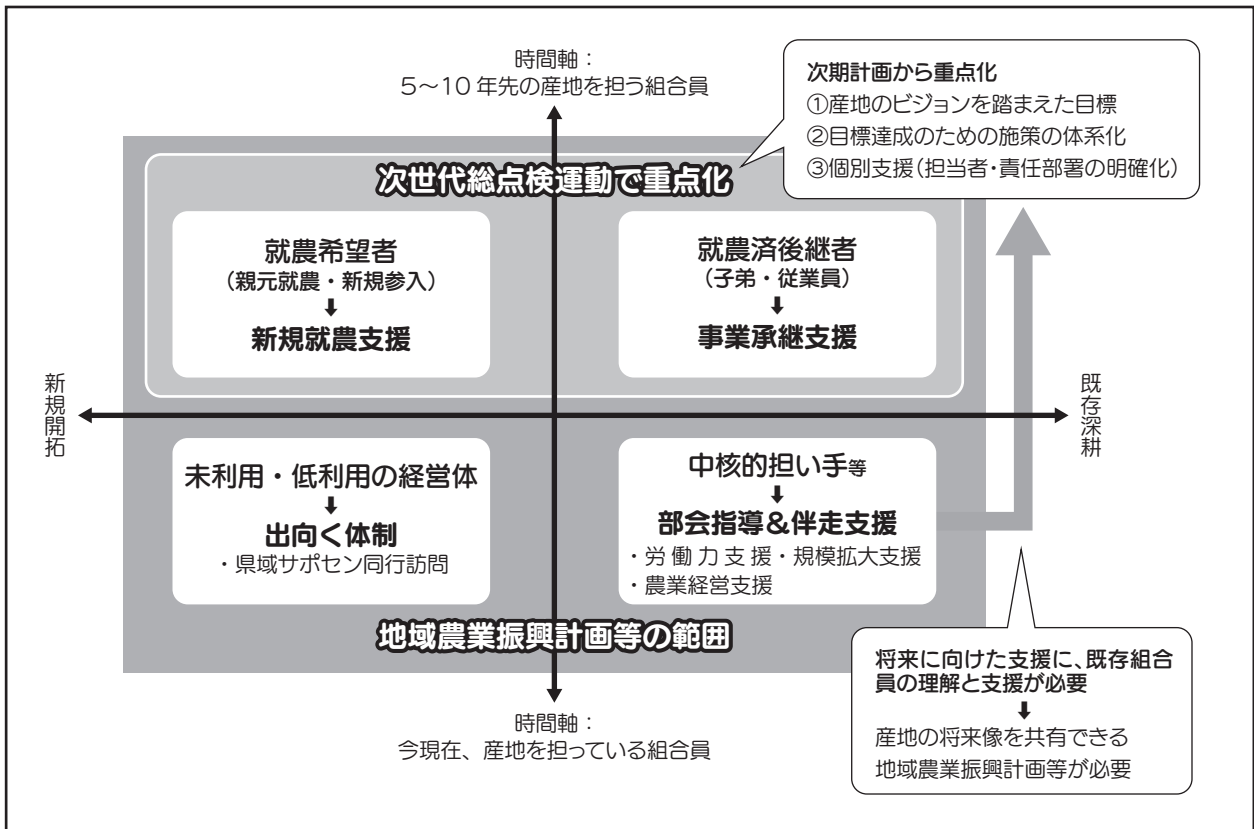 時間軸：
5～10年先の産地を担う組合員
次期計画から重点化
①産地のビジョンを踏まえた目標
②目標達成のための施策の体系化
③個別支援（担当者・責任部署の明確化）
次世代総点検運動で重点化
就農希望者
（親元就農・新規参入）
⬇
新規就農支援
就農済後継者
（子弟・従業員）
⬇
事業承継支援
新規開拓
既存深耕
未利用・低利用の経営体
⬇
出向く体制
・県域サポセン同行訪問
中核的担い手等
⬇
部会指導＆伴走支援
・労働力支援・規模拡大支援
・農業経営支援
地域農業振興計画等の範囲
将来に向けた支援に、既存組合
員の理解と支援が必要
⬇
産地の将来像を共有できる
地域農業振興計画等が必要
時間軸：
今現在、産地を担っている組合員